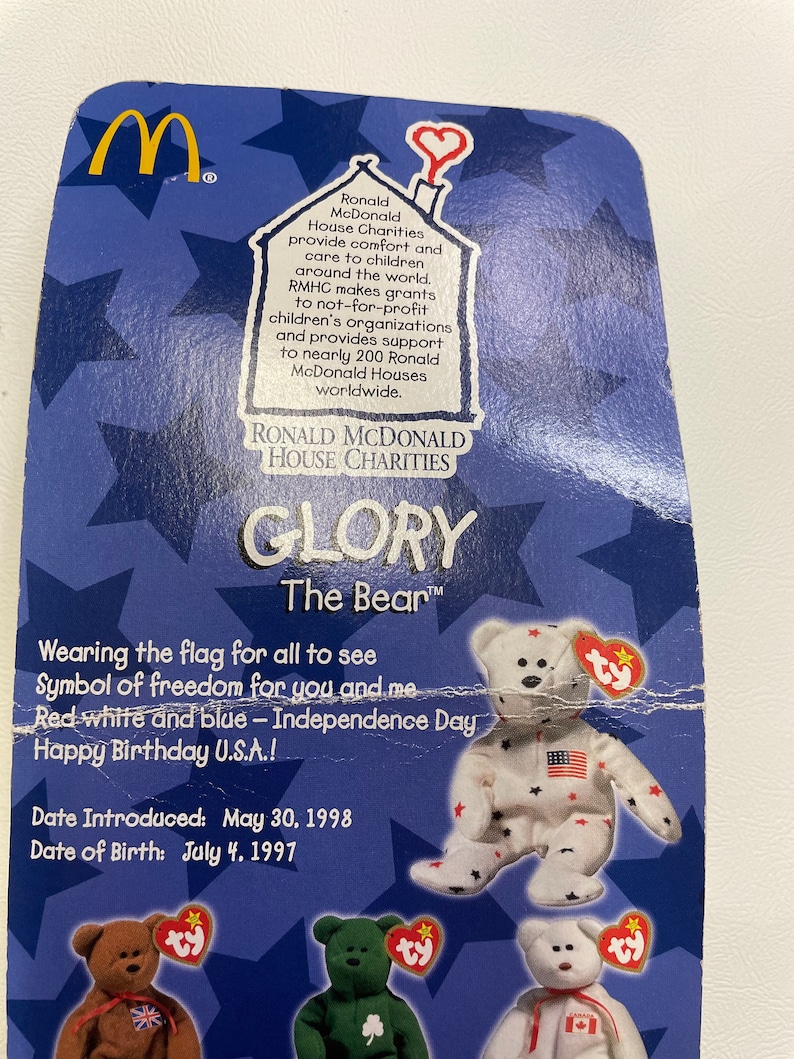 M®
Ronald
McDonald
House Charities
provide comfort and
care to children
around the world.
RMHC makes grants
to not-for-profit
children's organizations
and provides support
to nearly 200 Ronald
McDonald Houses
worldwide.
RONALD MCDONALD
HOUSE CHARITIES
GLORY
The Bear™
Wearing the flag for all to see
Symbol of freedom for you and me
Red white and blue – Independence Day
Happy Birthday U.S.A.!
Date Introduced: May 30, 1998
Date of Birth: July 4, 1997
ty
ty
ty
ty
CANADA